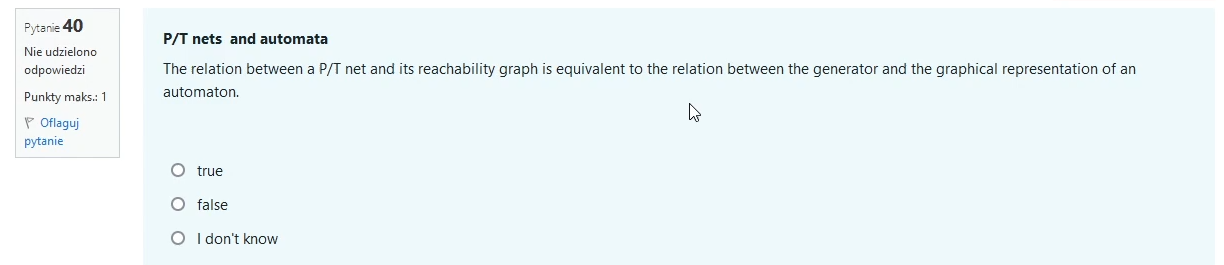 Pytanie 40
Nie udzielono
odpowiedzi
Punkty maks.: 1
Oflaguj
pytanie
P/T nets and automata
The relation between a P/T net and its reachability graph is equivalent to the relation between the generator and the graphical representation of an
automaton.
true
false
I don't know